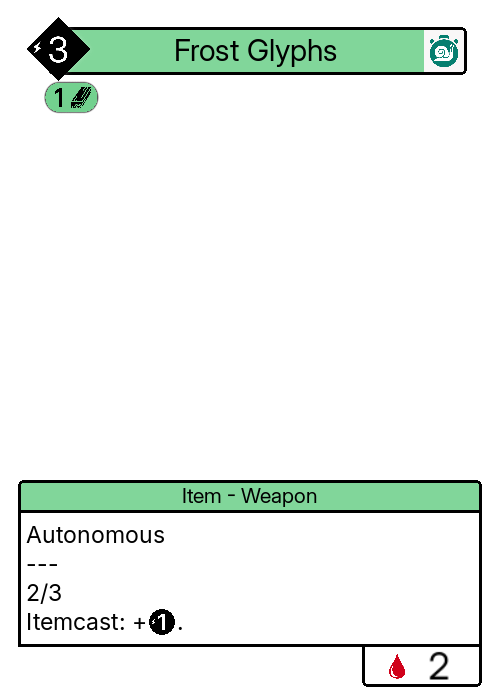 3
Frost Glyphs
1
Item - Weapon
Autonomous
---
2/3
Itemcast: +1.
2